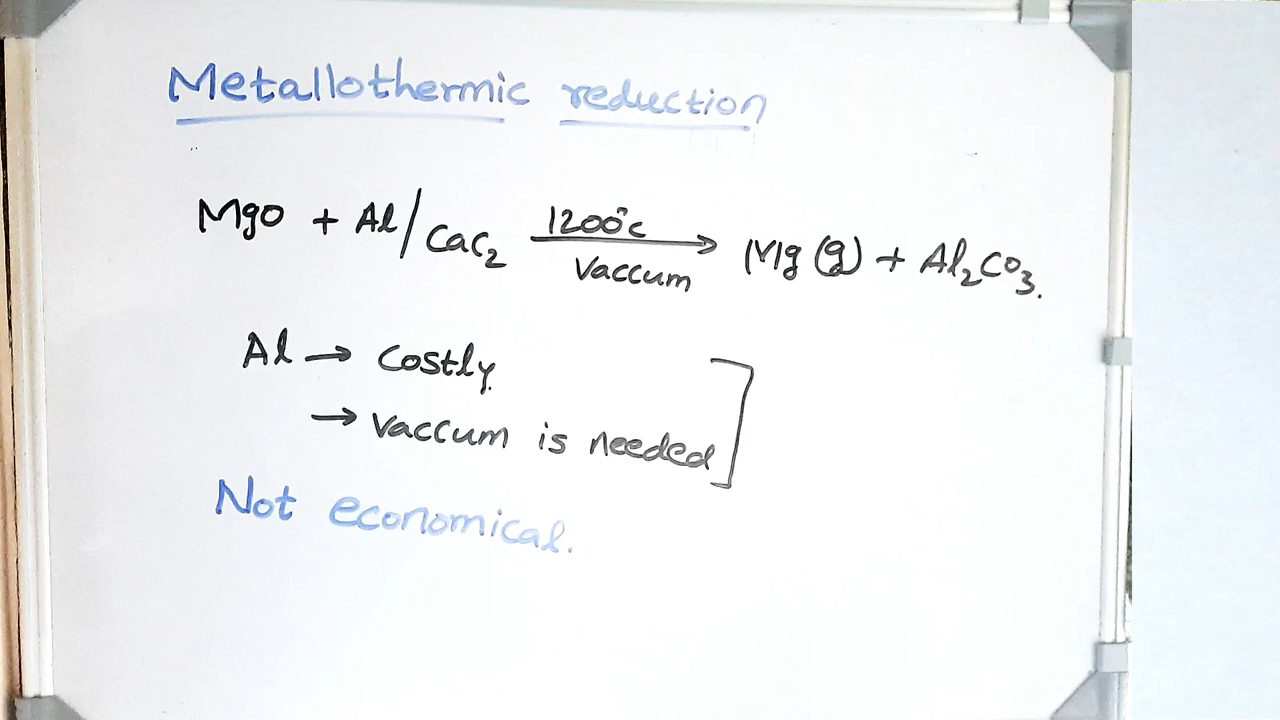 Metallothermic reduction
MgO + Al/CaC₂ 1200°c Vaccum → Mg (g) + Al₂CO₃.
Al → Costly
→ Vaccum is needed
Not economical.